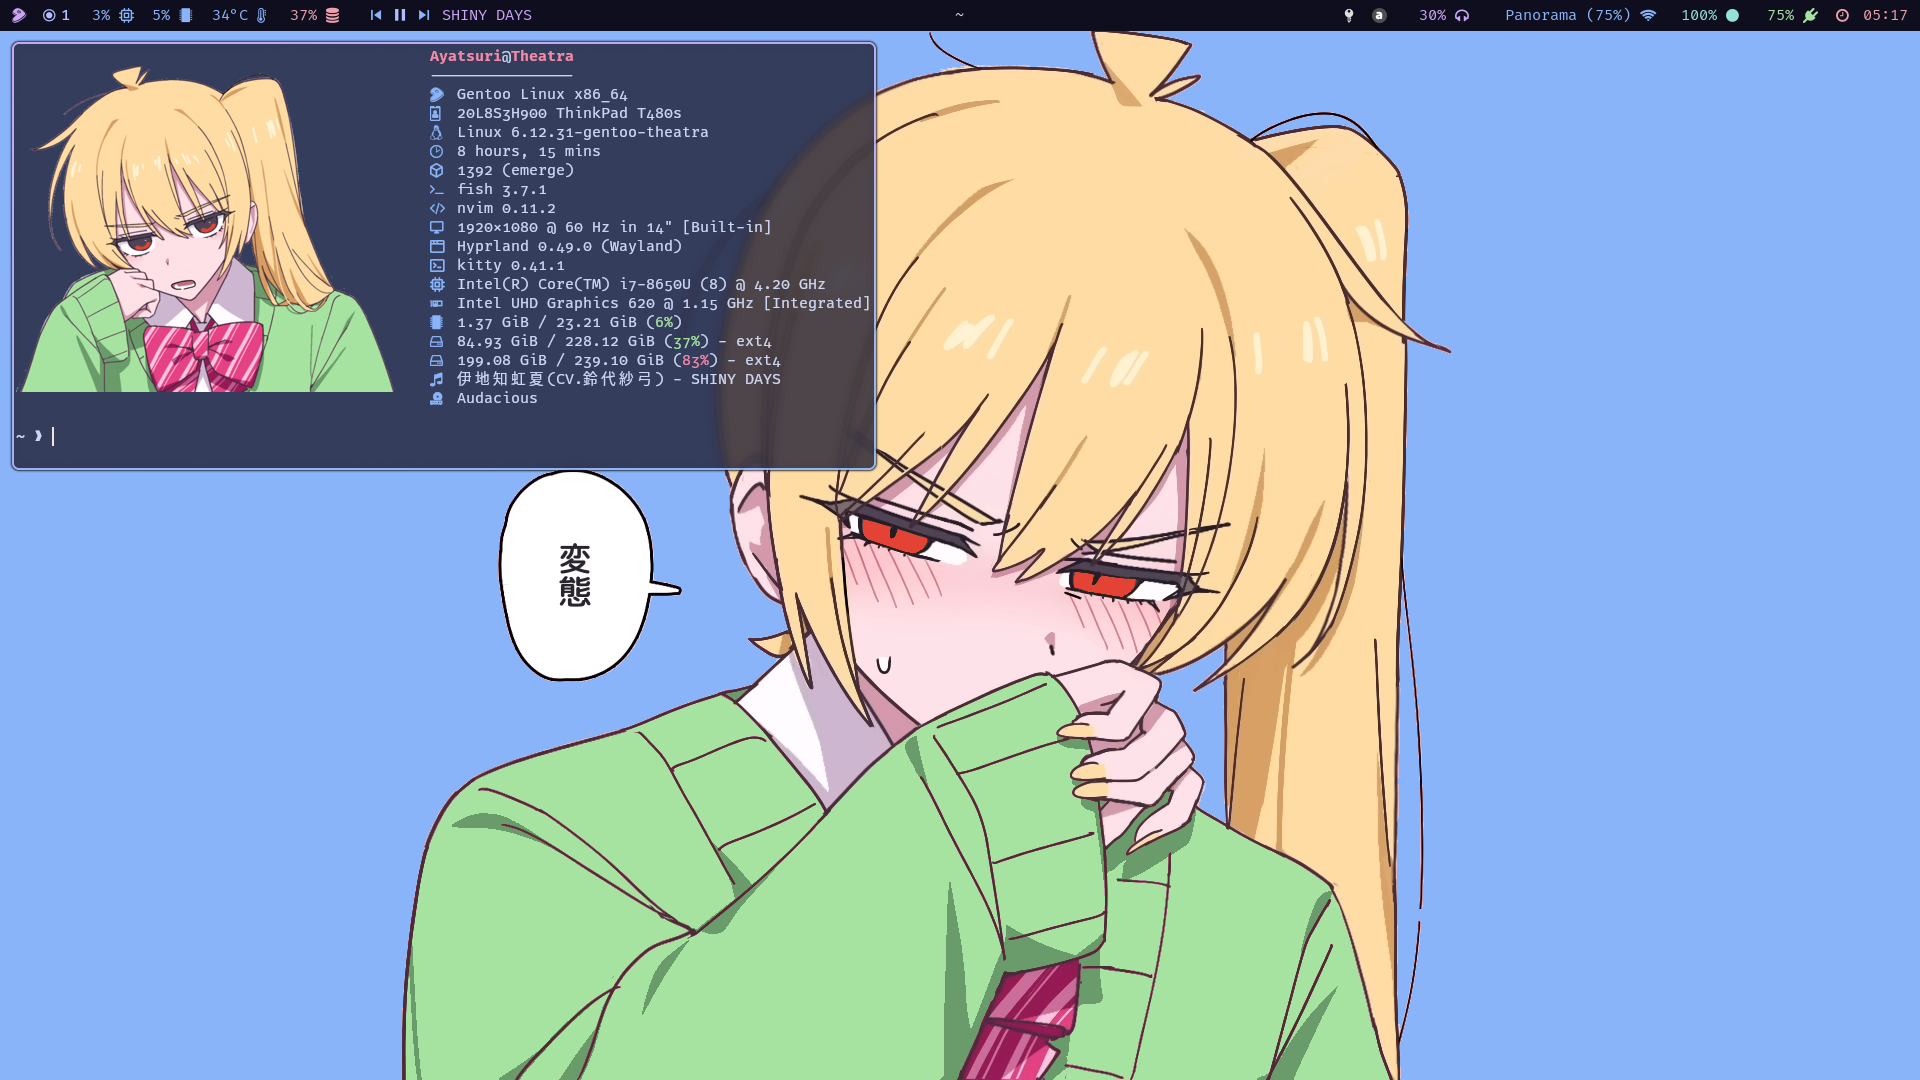 1 3% 5% 34°C 37% SHINY DAYS ~ a 30% Panorama (75%) 100% 75% 05:17
Ayatsuri@Theatra
Gentoo Linux x86_64
20L8S3H900 ThinkPad T480s
Linux 6.12.31-gentoo-theatra
8 hours, 15 mins
1392 (emerge)
fish 3.7.1
nvim 0.11.2
1920x1080 @ 60 Hz in 14" [Built-in]
Hyprland 0.49.0 (Wayland)
kitty 0.41.1
Intel(R) Core(TM) i7-8650U (8) @ 4.20 GHz
Intel UHD Graphics 620 @ 1.15 GHz [Integrated]
1.37 GiB / 23.21 GiB (6%)
84.93 GiB / 228.12 GiB (37%) - ext4
199.08 GiB / 239.10 GiB (83%) - ext4
伊地知虹夏(CV.鈴代紗弓) - SHINY DAYS
Audacious
~ ❱
変態